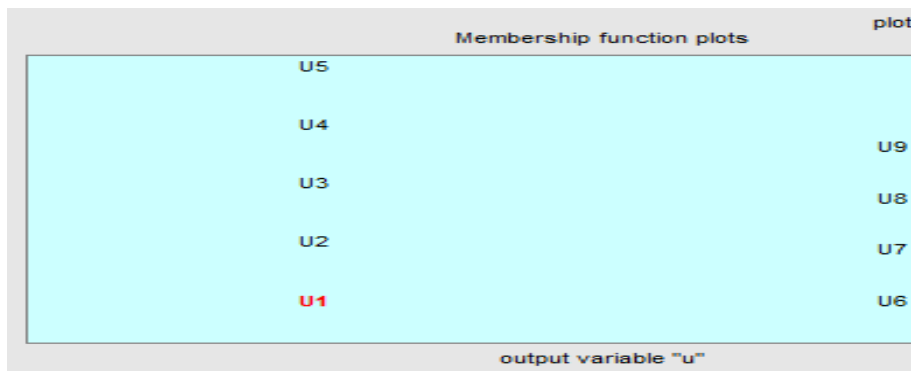 plot
Membership function plots
U5
U4
U9
U3
U8
U2
U7
U1
U6
output variable "u"